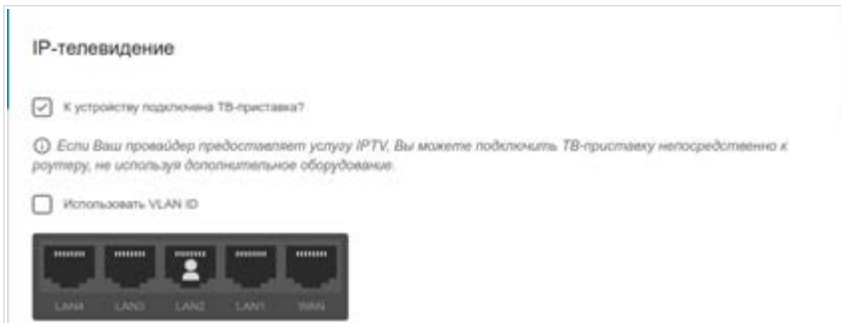 IP-телевидение
К устройству подключена ТВ-приставка?
Если Ваш провайдер предоставляет услугу IPTV, Вы можете подключить ТВ-приставку непосредственно к
роутеру, не используя дополнительное оборудование.
Использовать VLAN ID
LAN4 LAN3 LAN2 LAN1 WAN